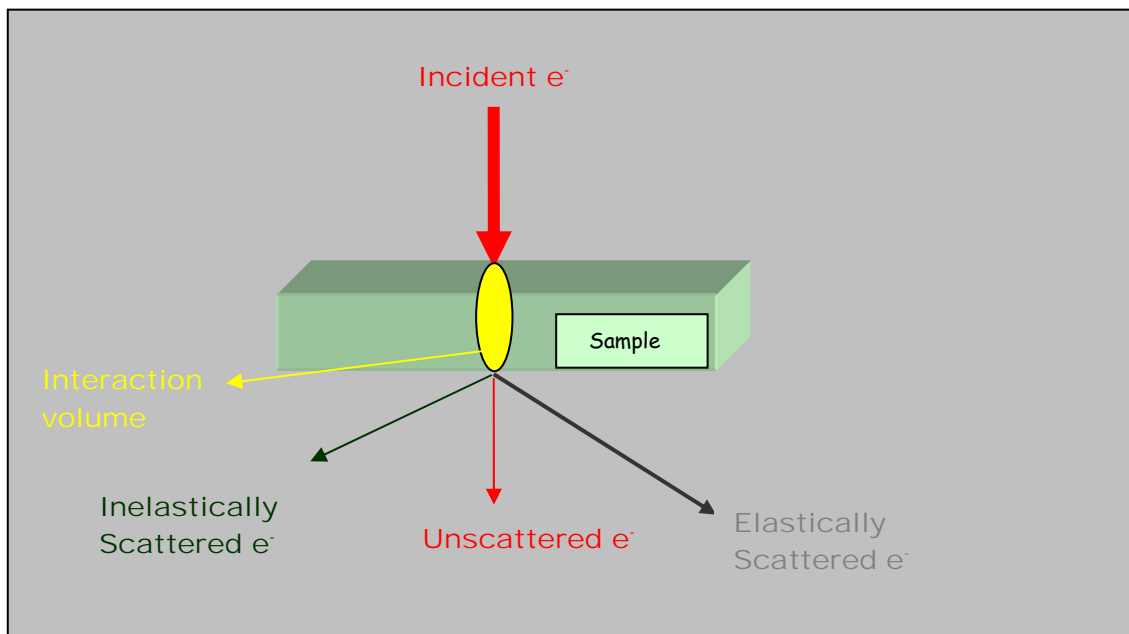 Incident e⁻
Sample
Interaction
volume
Inelastically
Scattered e⁻
Unscattered e⁻
Elastically
Scattered e⁻